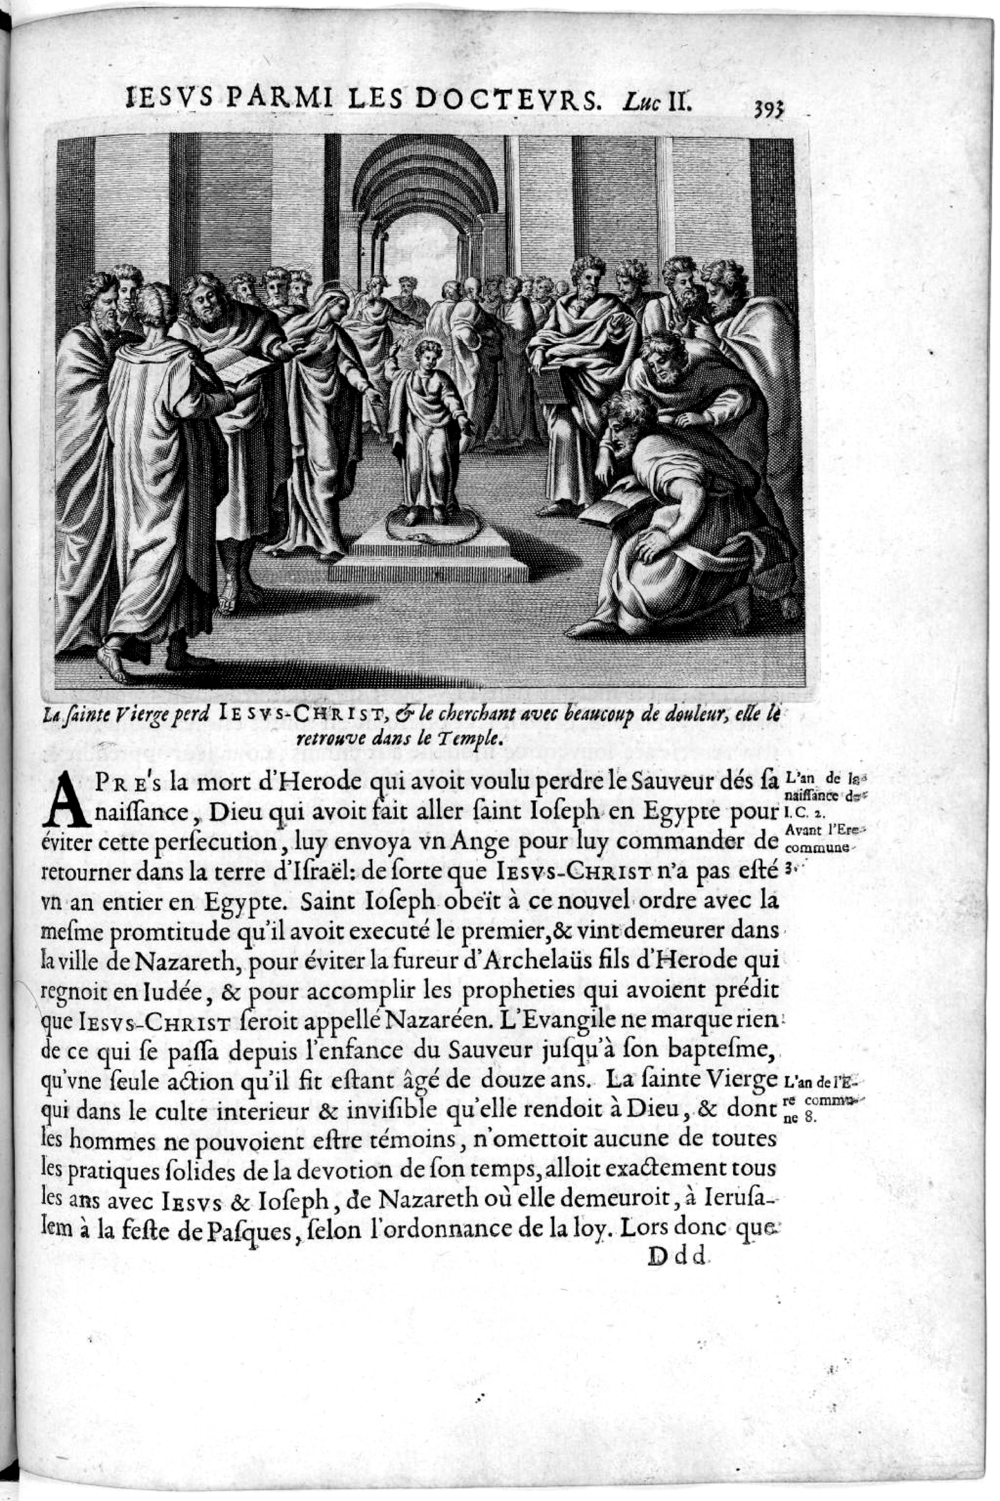 IESVS PARMI LES DOCTEVRS. Luc II. 393
La ſainte Vierge perd IESVS-CHRIST, & le cherchant avec beaucoup de douleur, elle le
retrouve dans le Temple.
APRE's la mort d'Herode qui avoit voulu perdre le Sauveur dés ſa
naiſſance, Dieu qui avoit fait aller ſaint Ioſeph en Egypte pour
éviter cette perſecution, luy envoya vn Ange pour luy commander de
retourner dans la terre d'Iſraël: de ſorte que IESVS-CHRIST n'a pas eſté
vn an entier en Egypte. Saint Ioſeph obeït à ce nouvel ordre avec la
meſme promtitude qu'il avoit executé le premier, & vint demeurer dans
la ville de Nazareth, pour éviter la fureur d'Archelaüs fils d'Herode qui
regnoit en Iudée, & pour accomplir les propheties qui avoient prédit
que IESVS-CHRIST ſeroit appellé Nazaréen. L'Evangile ne marque rien
de ce qui ſe paſſa depuis l'enfance du Sauveur juſqu'à ſon bapteſme,
qu'vne ſeule action qu'il fit eſtant âgé de douze ans. La ſainte Vierge
qui dans le culte interieur & inviſible qu'elle rendoit à Dieu, & dont
les hommes ne pouvoient eſtre témoins, n'omettoit aucune de toutes
les pratiques ſolides de la devotion de ſon temps, alloit exactement tous
les ans avec IESVS & Ioſeph, de Nazareth où elle demeuroit, à Ieruſa-
lem à la feſte de Paſques, ſelon l'ordonnance de la loy. Lors donc que
Ddd
L'an de la
naiſſance de
I. C. 2.
Avant l'Ere
commune
3.
L'an de l'E-
re commu-
ne 8.